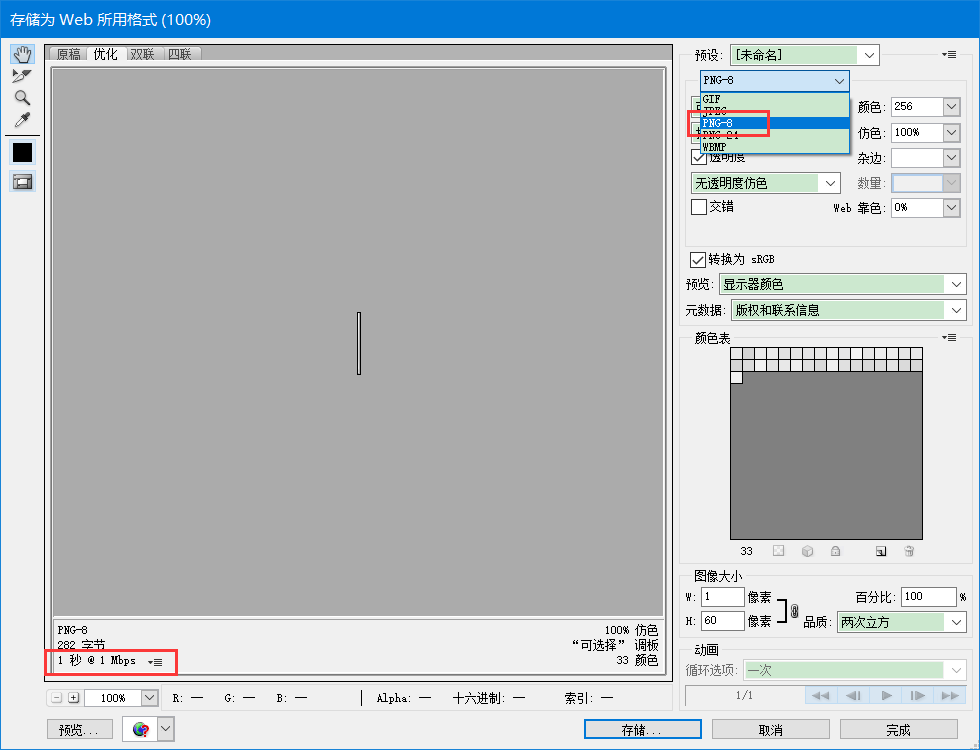 存储为 Web 所用格式 (100%)
原稿 优化 双联 四联
预设: [未命名]
PNG-8
GIF
JPEG
PNG-8
PNG-24
WBMP
颜色: 256
仿色: 100%
透明度 杂边:
无透明度仿色 数量:
交错 Web 靠色: 0%
转换为 sRGB
预览: 显示器颜色
元数据: 版权和联系信息
颜色表
33
图像大小
W: 1 像素 百分比: 100 %
H: 60 像素 品质: 两次立方
动画
循环选项: 一次
1/1
PNG-8 100% 仿色
282 字节 “可选择” 调板
1 秒 @ 1 Mbps 33 颜色
100% R: — G: — B: — Alpha: — 十六进制: — 索引: —
预览... 存储... 取消 完成